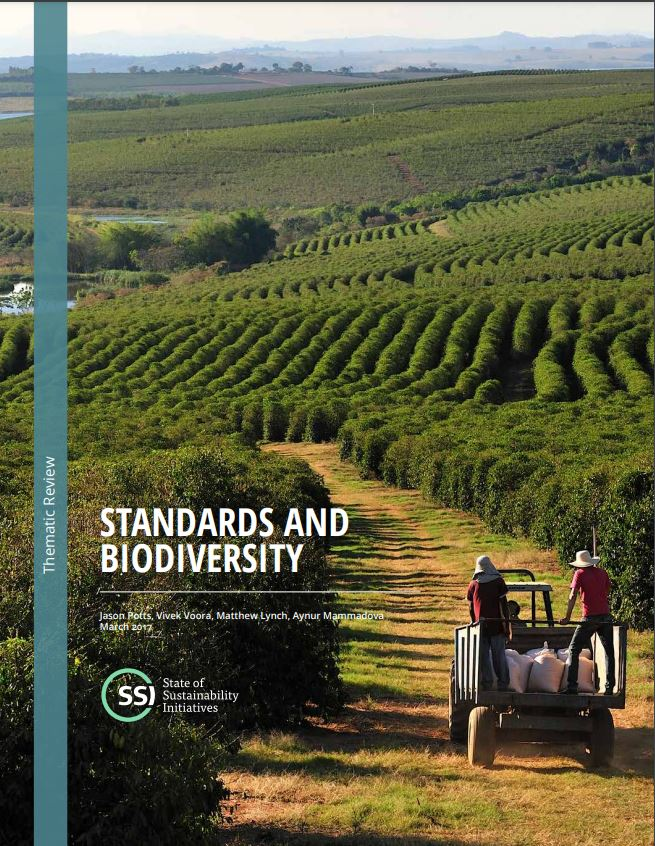 Thematic Review
STANDARDS AND
BIODIVERSITY
Jason Potts, Vivek Voora, Matthew Lynch, Aynur Mammadova
March 2017
SSI
State of
Sustainability
Initiatives